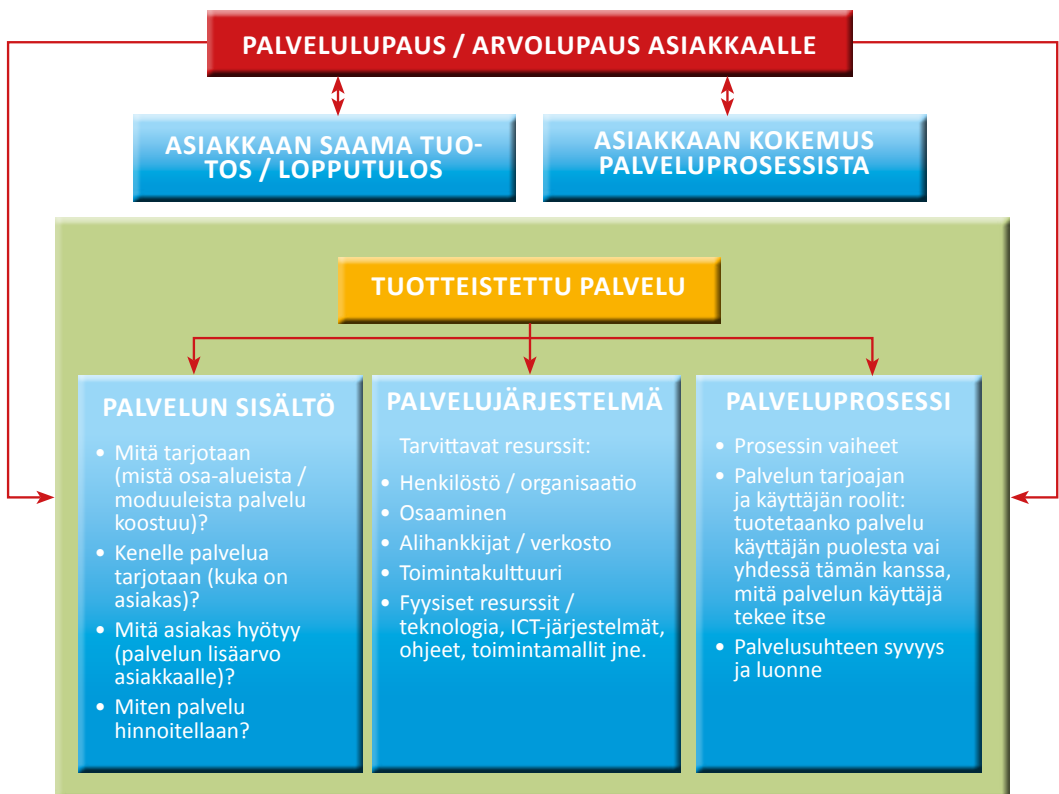 PALVELULUPAUS / ARVOLUPAUS ASIAKKAALLE
ASIAKKAAN SAAMA TUO-
TOS / LOPPUTULOS
ASIAKKAAN KOKEMUS
PALVELUPROSESSISTA
TUOTTEISTETTU PALVELU
PALVELUN SISÄLTÖ
• Mitä tarjotaan
(mistä osa-alueista /
moduuleista palvelu
koostuu)?
• Kenelle palvelua
tarjotaan (kuka on
asiakas)?
• Mitä asiakas hyötyy
(palvelun lisäarvo
asiakkaalle)?
• Miten palvelu
hinnoitellaan?
PALVELUJÄRJESTELMÄ
Tarvittavat resurssit:
• Henkilöstö / organisaatio
• Osaaminen
• Alihankkijat / verkosto
• Toimintakulttuuri
• Fyysiset resurssit /
teknologia, ICT-järjestelmät,
ohjeet, toimintamallit jne.
PALVELUPROSESSI
• Prosessin vaiheet
• Palvelun tarjoajan
ja käyttäjän roolit:
tuotetaanko palvelu
käyttäjän puolesta vai
yhdessä tämän kanssa,
mitä palvelun käyttäjä
tekee itse
• Palvelusuhteen syvyys
ja luonne